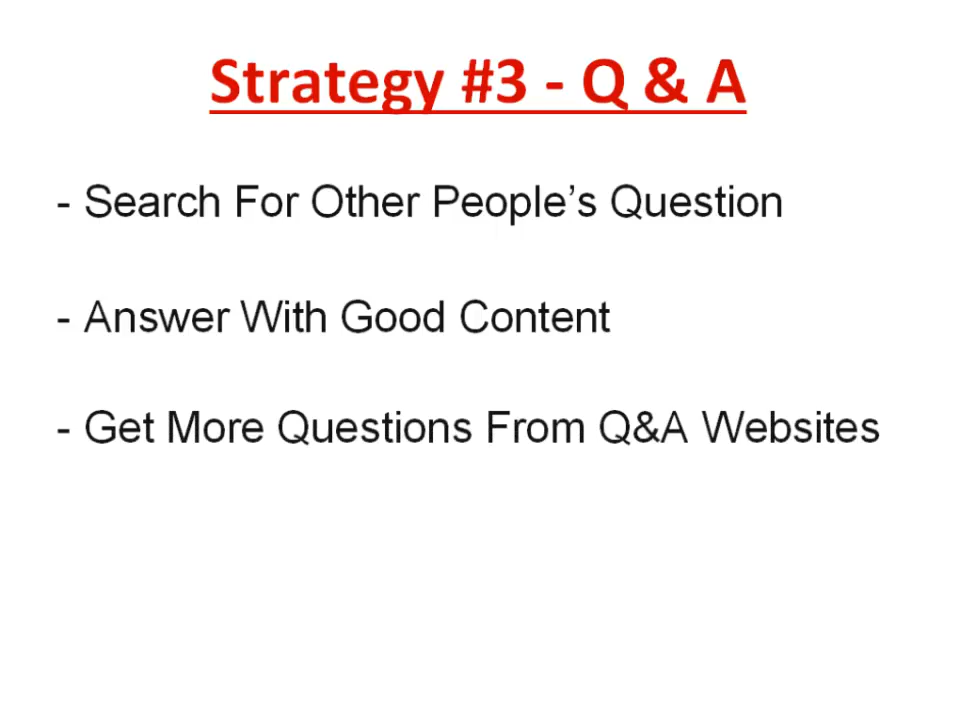 Strategy #3 - Q & A
- Search For Other People’s Question
- Answer With Good Content
- Get More Questions From Q&A Websites